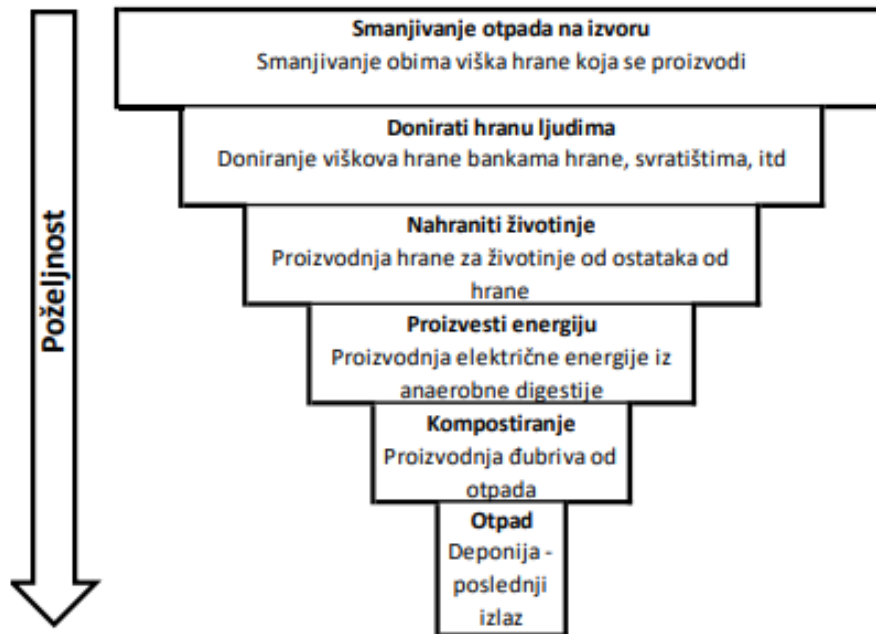 Smanjivanje otpada na izvoru
Smanjivanje obima viška hrane koja se proizvodi
Donirati hranu ljudima
Doniranje viškova hrane bankama hrane, svratištima, itd
Nahraniti životinje
Proizvodnja hrane za životinje od ostataka od
hrane
Proizvesti energiju
Proizvodnja električne energije iz
anaerobne digestije
Kompostiranje
Proizvodnja đubriva od
otpada
Otpad
Deponija -
poslednji
izlaz
Poželjnost